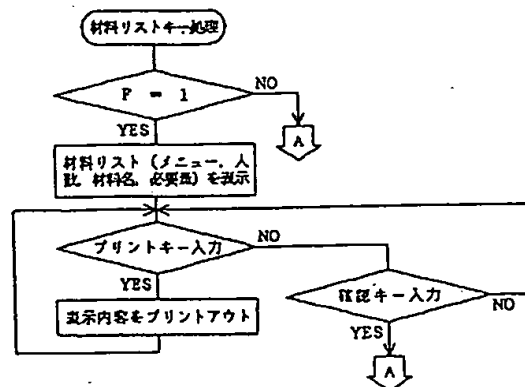 材料リストキー処理
F = 1
NO
YES
A
材料リスト(メニュー、人
数、材料名、必要量)を表示
プリントキー入力
NO
YES
確認キー入力
NO
表示内容をプリントアウト
YES
A